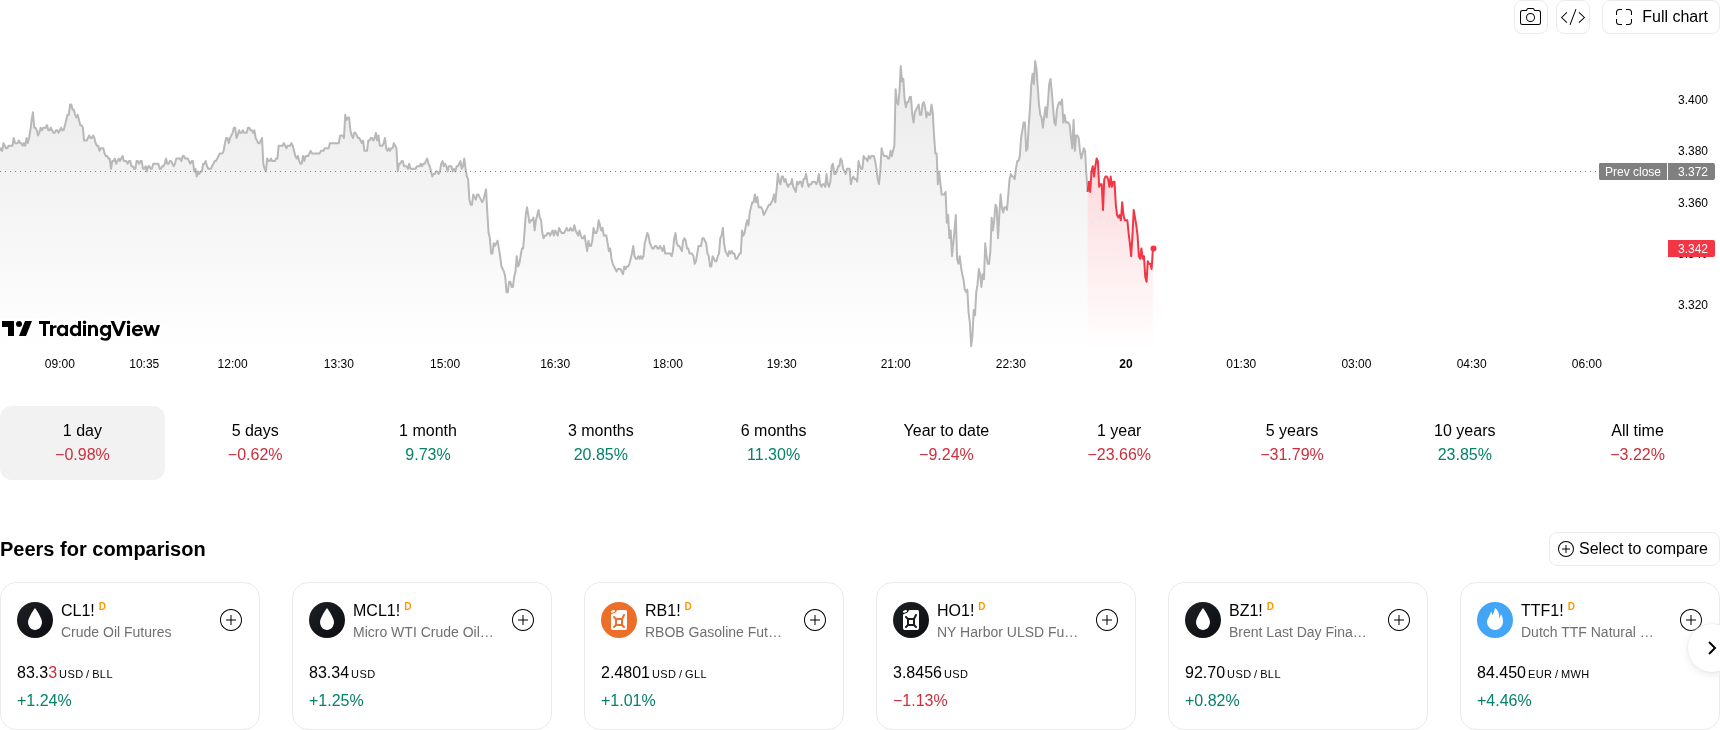 </> Full chart
3.400
3.380
Prev close 3.372
3.360
3.342
3.320
TradingView
09:00 10:35 12:00 13:30 15:00 16:30 18:00 19:30 21:00 22:30 20 01:30 03:00 04:30 06:00
1 day 5 days 1 month 3 months 6 months Year to date 1 year 5 years 10 years All time
−0.98% −0.62% 9.73% 20.85% 11.30% −9.24% −23.66% −31.79% 23.85% −3.22%
Peers for comparison
Select to compare
CL1! D
Crude Oil Futures
83.33 USD / BLL
+1.24%
MCL1! D
Micro WTI Crude Oil…
83.34 USD
+1.25%
RB1! D
RBOB Gasoline Fut…
2.4801 USD / GLL
+1.01%
HO1! D
NY Harbor ULSD Fu…
3.8456 USD
−1.13%
BZ1! D
Brent Last Day Fina…
92.70 USD / BLL
+0.82%
TTF1! D
Dutch TTF Natural …
84.450 EUR / MWH
+4.46%